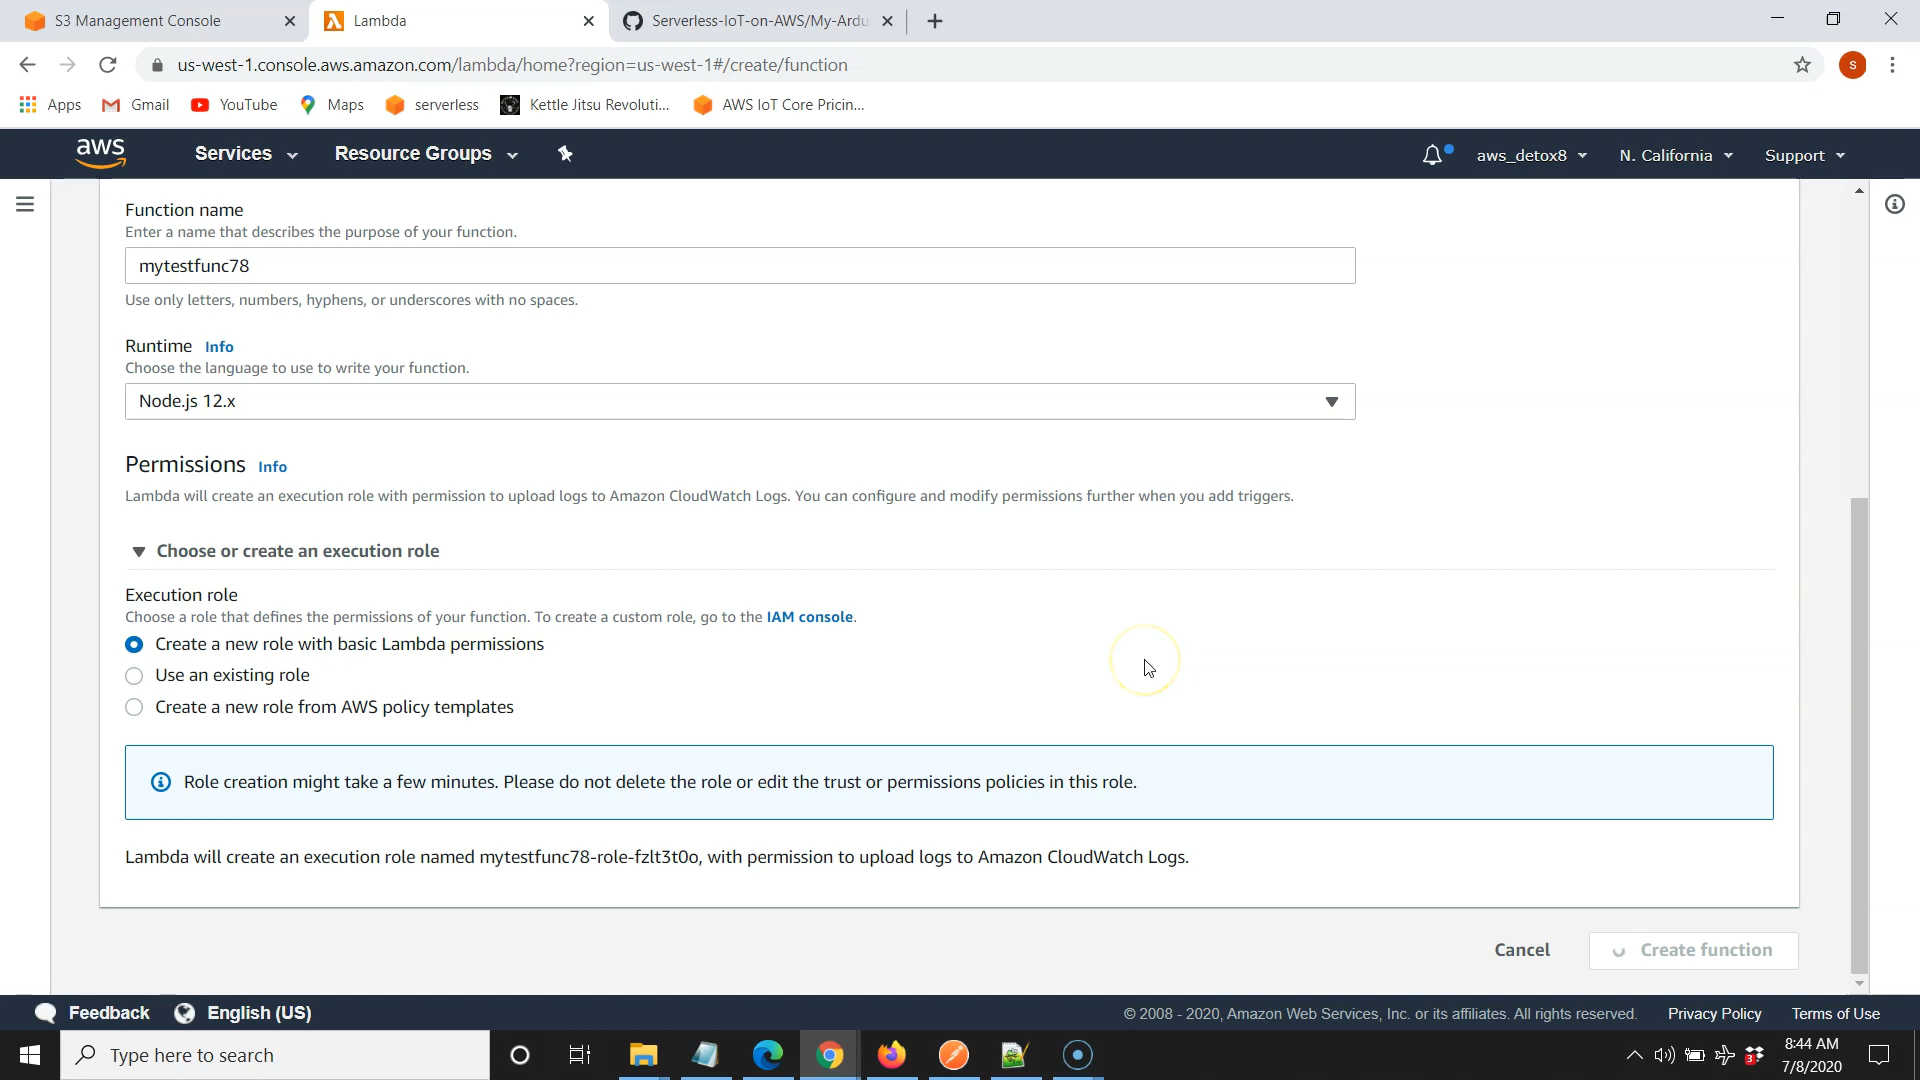 S3 Management Console
Lambda
Serverless-IoT-on-AWS/My-Ardu
us-west-1.console.aws.amazon.com/lambda/home?region=us-west-1#/create/function
S
Apps
Gmail
YouTube
Maps
serverless
Kettle Jitsu Revoluti...
AWS IoT Core Pricin...
aws
Services
Resource Groups
aws_detox8
N. California
Support
Function name
Enter a name that describes the purpose of your function.
mytestfunc78
Use only letters, numbers, hyphens, or underscores with no spaces.
Runtime Info
Choose the language to use to write your function.
Node.js 12.x
Permissions Info
Lambda will create an execution role with permission to upload logs to Amazon CloudWatch Logs. You can configure and modify permissions further when you add triggers.
Choose or create an execution role
Execution role
Choose a role that defines the permissions of your function. To create a custom role, go to the IAM console.
Create a new role with basic Lambda permissions
Use an existing role
Create a new role from AWS policy templates
Role creation might take a few minutes. Please do not delete the role or edit the trust or permissions policies in this role.
Lambda will create an execution role named mytestfunc78-role-fzlt3t0o, with permission to upload logs to Amazon CloudWatch Logs.
Cancel
Create function
Feedback
English (US)
© 2008 - 2020, Amazon Web Services, Inc. or its affiliates. All rights reserved.
Privacy Policy
Terms of Use
Type here to search
3
8:44 AM
7/8/2020